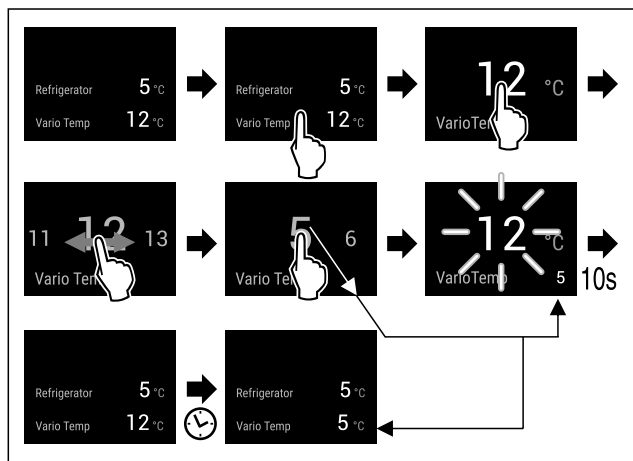 Refrigerator 5 °C
Vario Temp 12 °C
Refrigerator 5 °C
Vario Temp 12 °C
12 °C
VarioTemp
11 12 13
Vario Temp
5 6
Vario Temp
12 °C
VarioTemp 5
10s
Refrigerator 5 °C
Vario Temp 12 °C
Refrigerator 5 °C
Vario Temp 5 °C